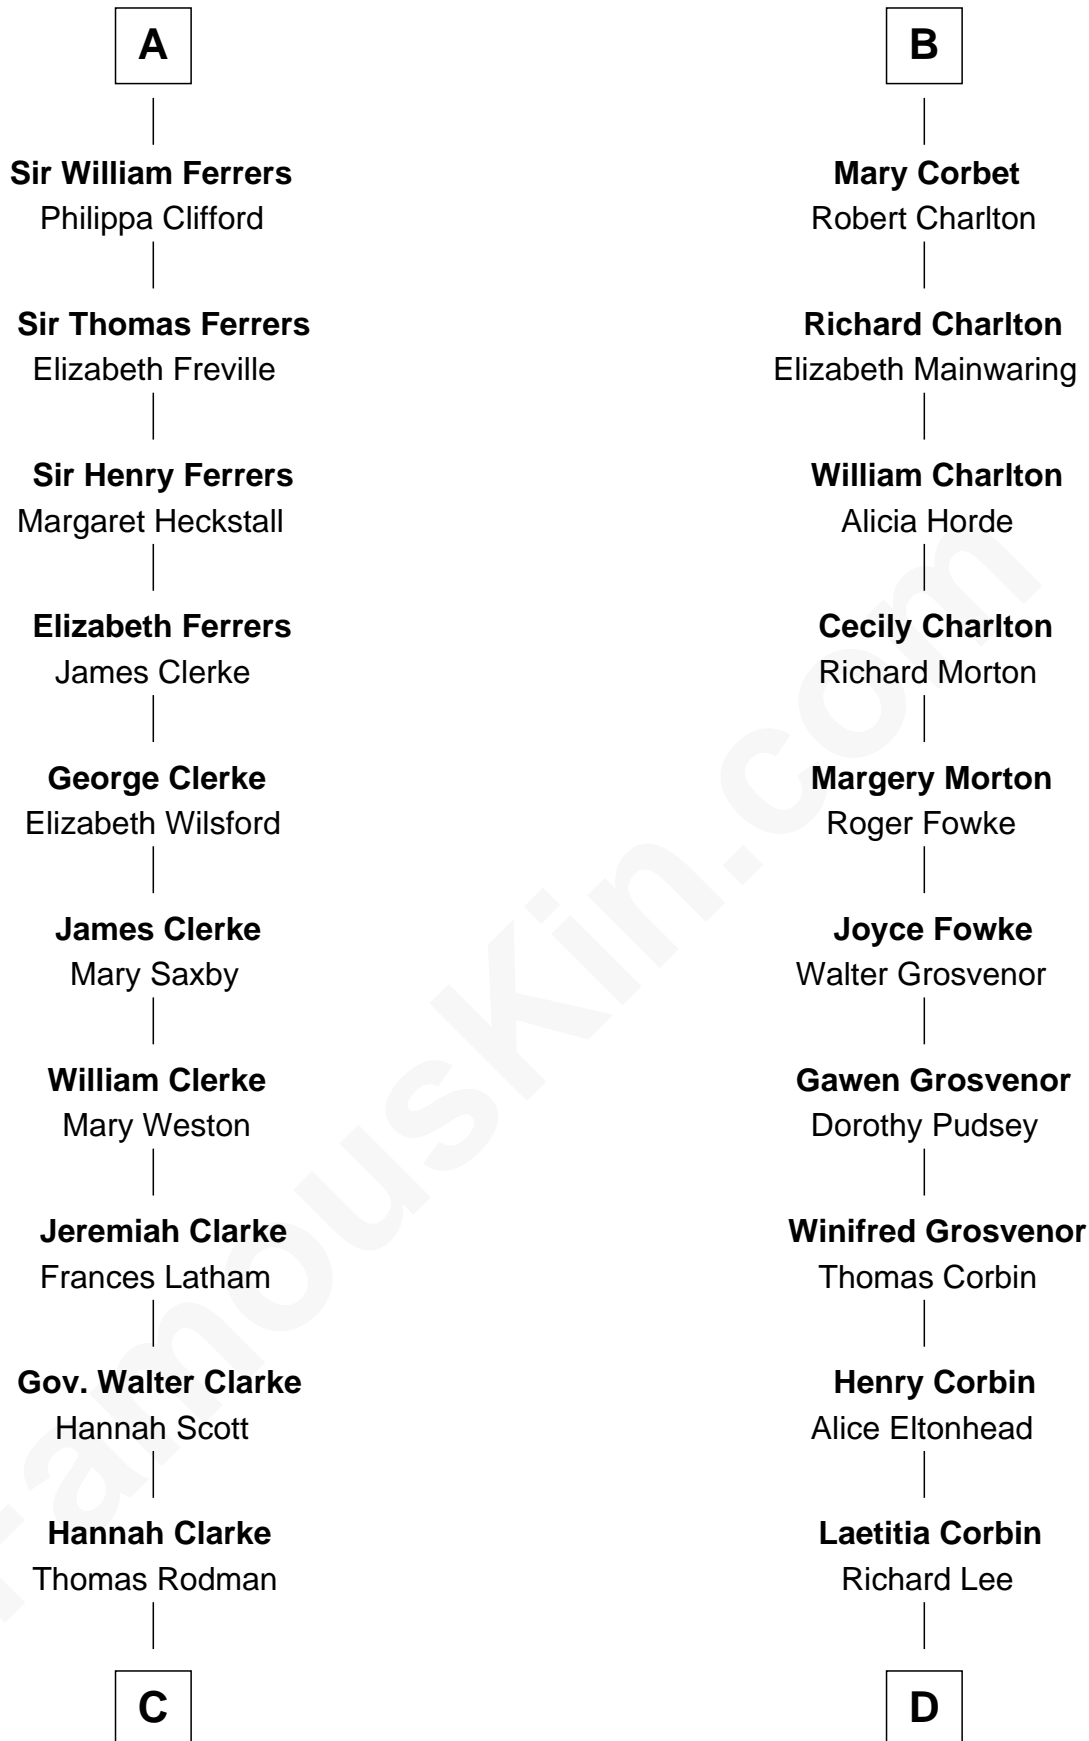 A
Sir William Ferrers
Philippa Clifford
Sir Thomas Ferrers
Elizabeth Freville
Sir Henry Ferrers
Margaret Heckstall
Elizabeth Ferrers
James Clerke
George Clerke
Elizabeth Wilsford
James Clerke
Mary Saxby
William Clerke
Mary Weston
Jeremiah Clarke
Frances Latham
Gov. Walter Clarke
Hannah Scott
Hannah Clarke
Thomas Rodman
C
B
Mary Corbet
Robert Charlton
Richard Charlton
Elizabeth Mainwaring
William Charlton
Alicia Horde
Cecily Charlton
Richard Morton
Margery Morton
Roger Fowke
Joyce Fowke
Walter Grosvenor
Gawen Grosvenor
Dorothy Pudsey
Winifred Grosvenor
Thomas Corbin
Henry Corbin
Alice Eltonhead
Laetitia Corbin
Richard Lee
D
FamousKin.com